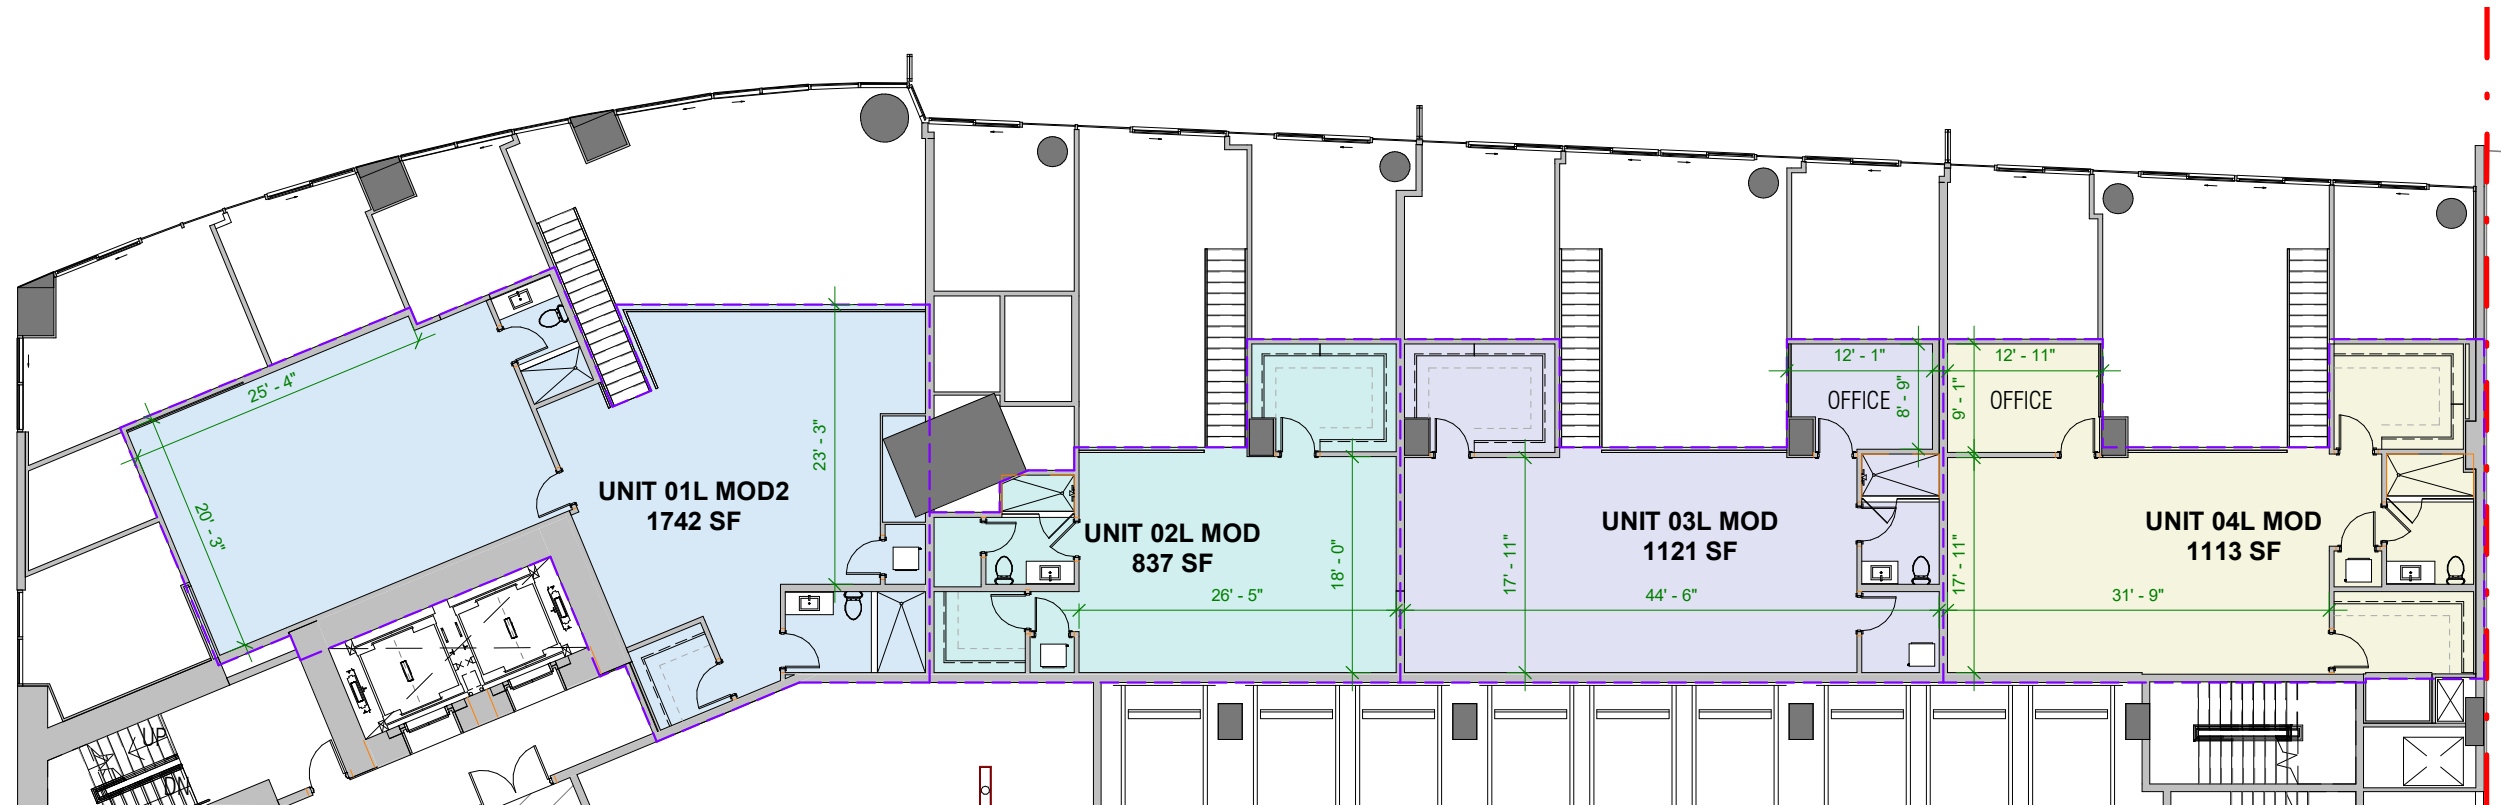 25' - 4"
20' - 3"
UNIT 01L MOD2
1742 SF
23' - 3"
UNIT 02L MOD
837 SF
26' - 5"
18' - 0"
17' - 11"
UNIT 03L MOD
1121 SF
44' - 6"
12' - 1"
OFFICE
8' - 9"
12' - 11"
9' - 1"
OFFICE
17' - 11"
UNIT 04L MOD
1113 SF
31' - 9"
UP
DN